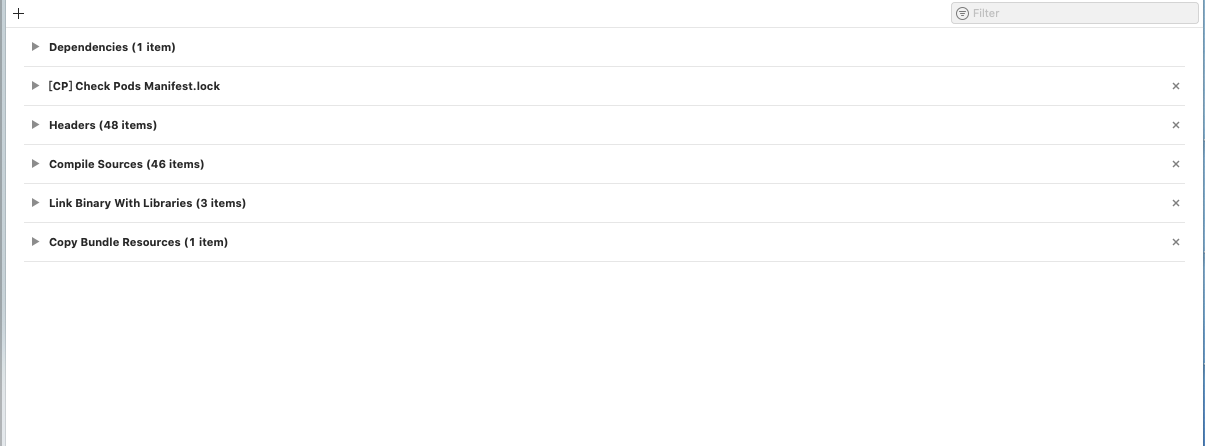 Filter
Dependencies (1 item)
[CP] Check Pods Manifest.lock
Headers (48 items)
Compile Sources (46 items)
Link Binary With Libraries (3 items)
Copy Bundle Resources (1 item)